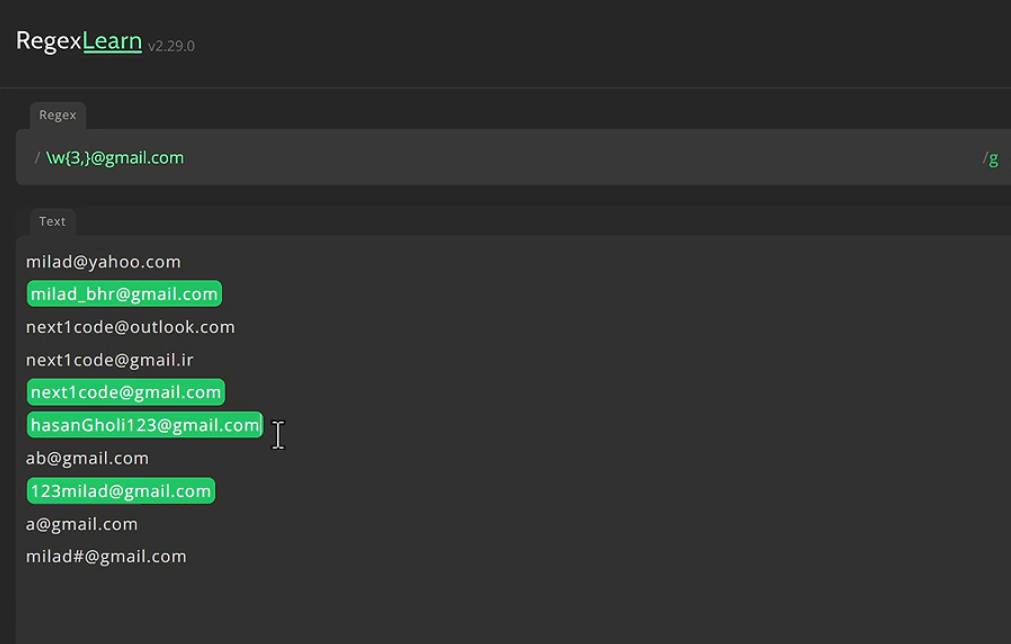 RegexLearn v2.29.0
Regex
/ \w{3,}@gmail.com /g
Text
milad@yahoo.com
milad_bhr@gmail.com
next1code@outlook.com
next1code@gmail.ir
next1code@gmail.com
hasanGholi123@gmail.com
ab@gmail.com
123milad@gmail.com
a@gmail.com
milad#@gmail.com